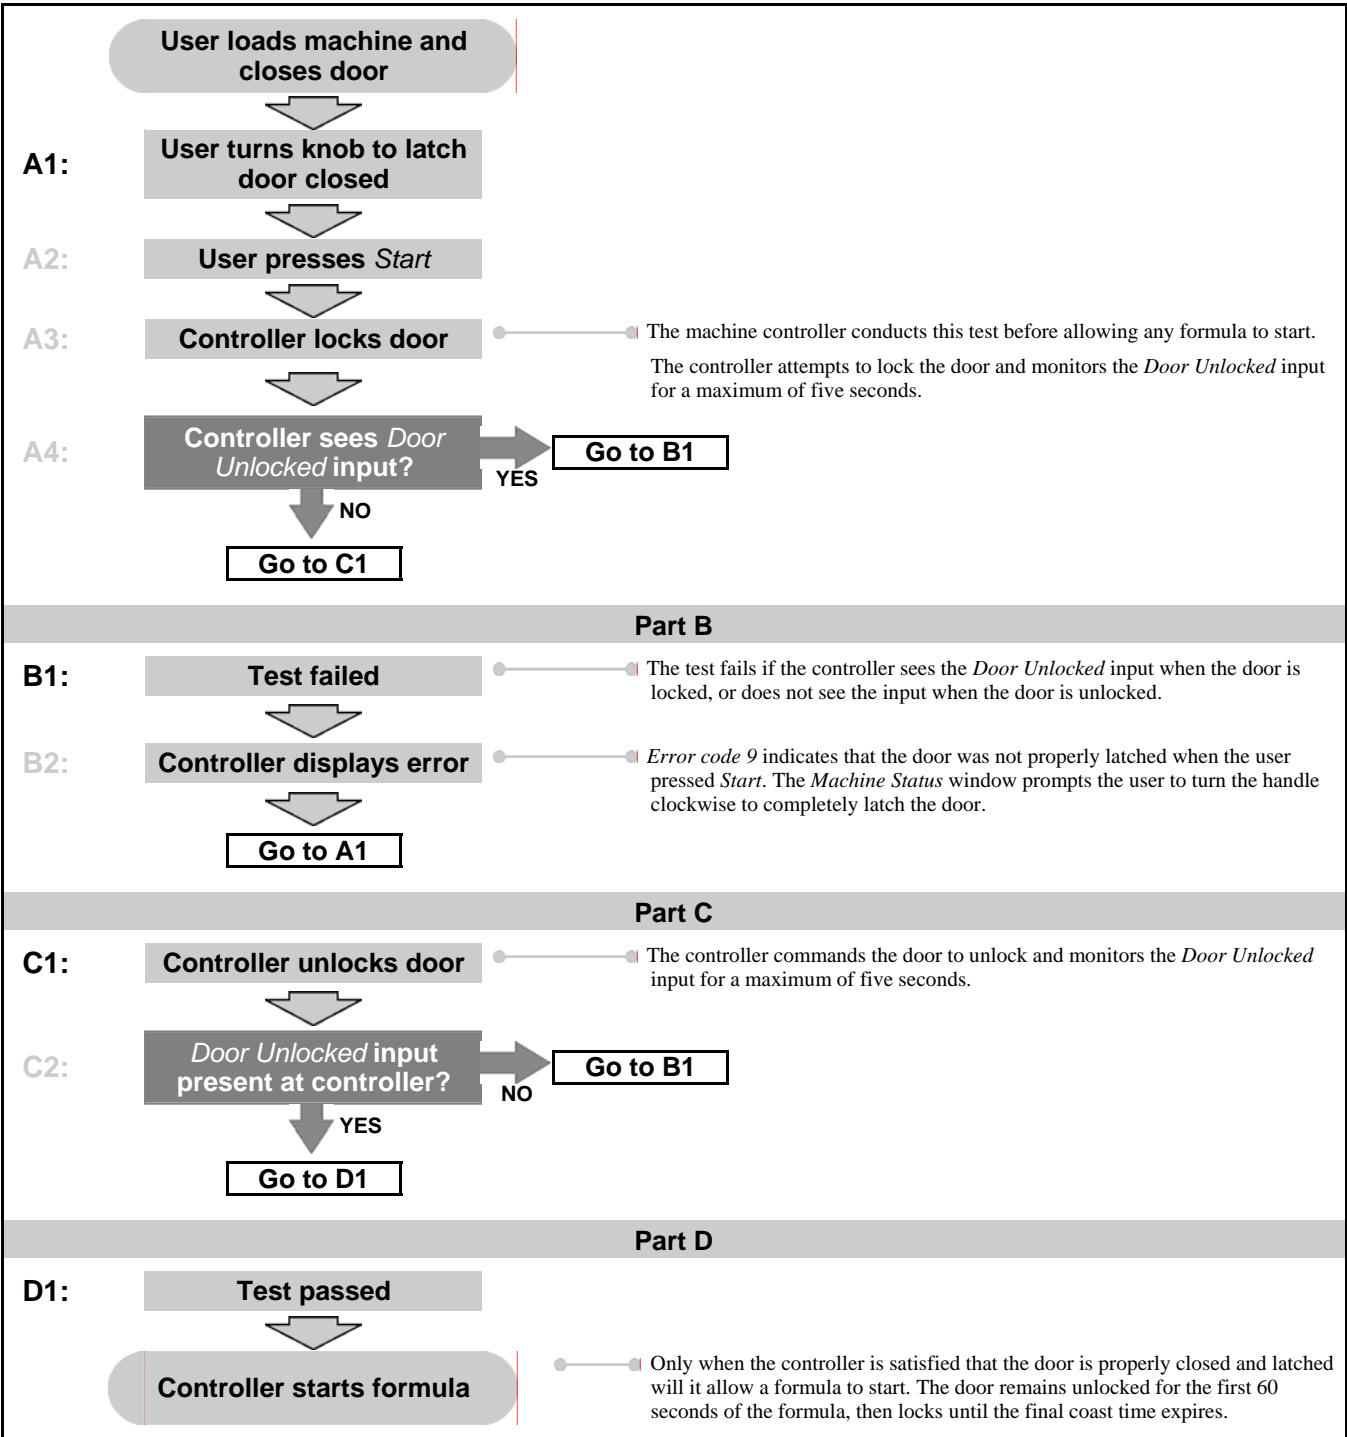 User loads machine and
closes door
A1:
User turns knob to latch
door closed
A2:
User presses Start
A3:
Controller locks door
The machine controller conducts this test before allowing any formula to start.
The controller attempts to lock the door and monitors the Door Unlocked input
for a maximum of five seconds.
A4:
Controller sees Door
Unlocked input?
YES
Go to B1
NO
Go to C1
Part B
B1:
Test failed
The test fails if the controller sees the Door Unlocked input when the door is
locked, or does not see the input when the door is unlocked.
B2:
Controller displays error
Error code 9 indicates that the door was not properly latched when the user
pressed Start. The Machine Status window prompts the user to turn the handle
clockwise to completely latch the door.
Go to A1
Part C
C1:
Controller unlocks door
The controller commands the door to unlock and monitors the Door Unlocked
input for a maximum of five seconds.
C2:
Door Unlocked input
present at controller?
NO
Go to B1
YES
Go to D1
Part D
D1:
Test passed
Controller starts formula
Only when the controller is satisfied that the door is properly closed and latched
will it allow a formula to start. The door remains unlocked for the first 60
seconds of the formula, then locks until the final coast time expires.